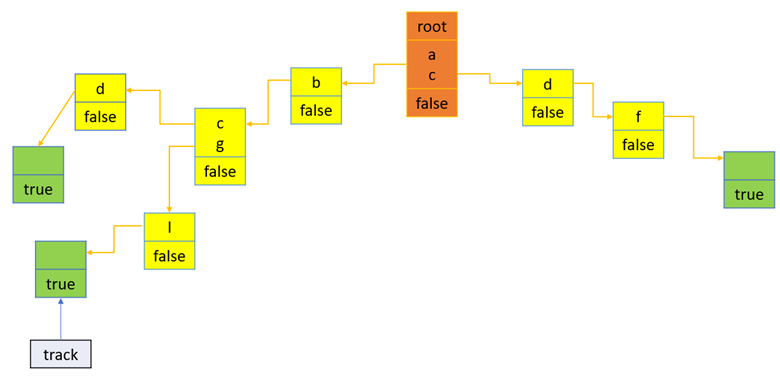 root
a
c
false
b
false
d
false
d
false
c
g
false
f
false
true
true
l
false
true
track